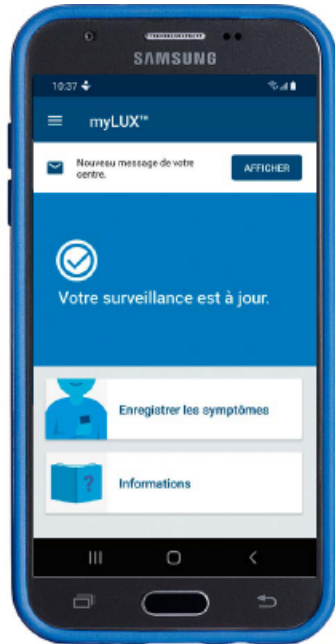 SAMSUNG
10:37
myLUX™
Nouveau message de votre
centre.
AFFICHER
Votre surveillance est à jour.
Enregistrer les symptômes
?
Informations